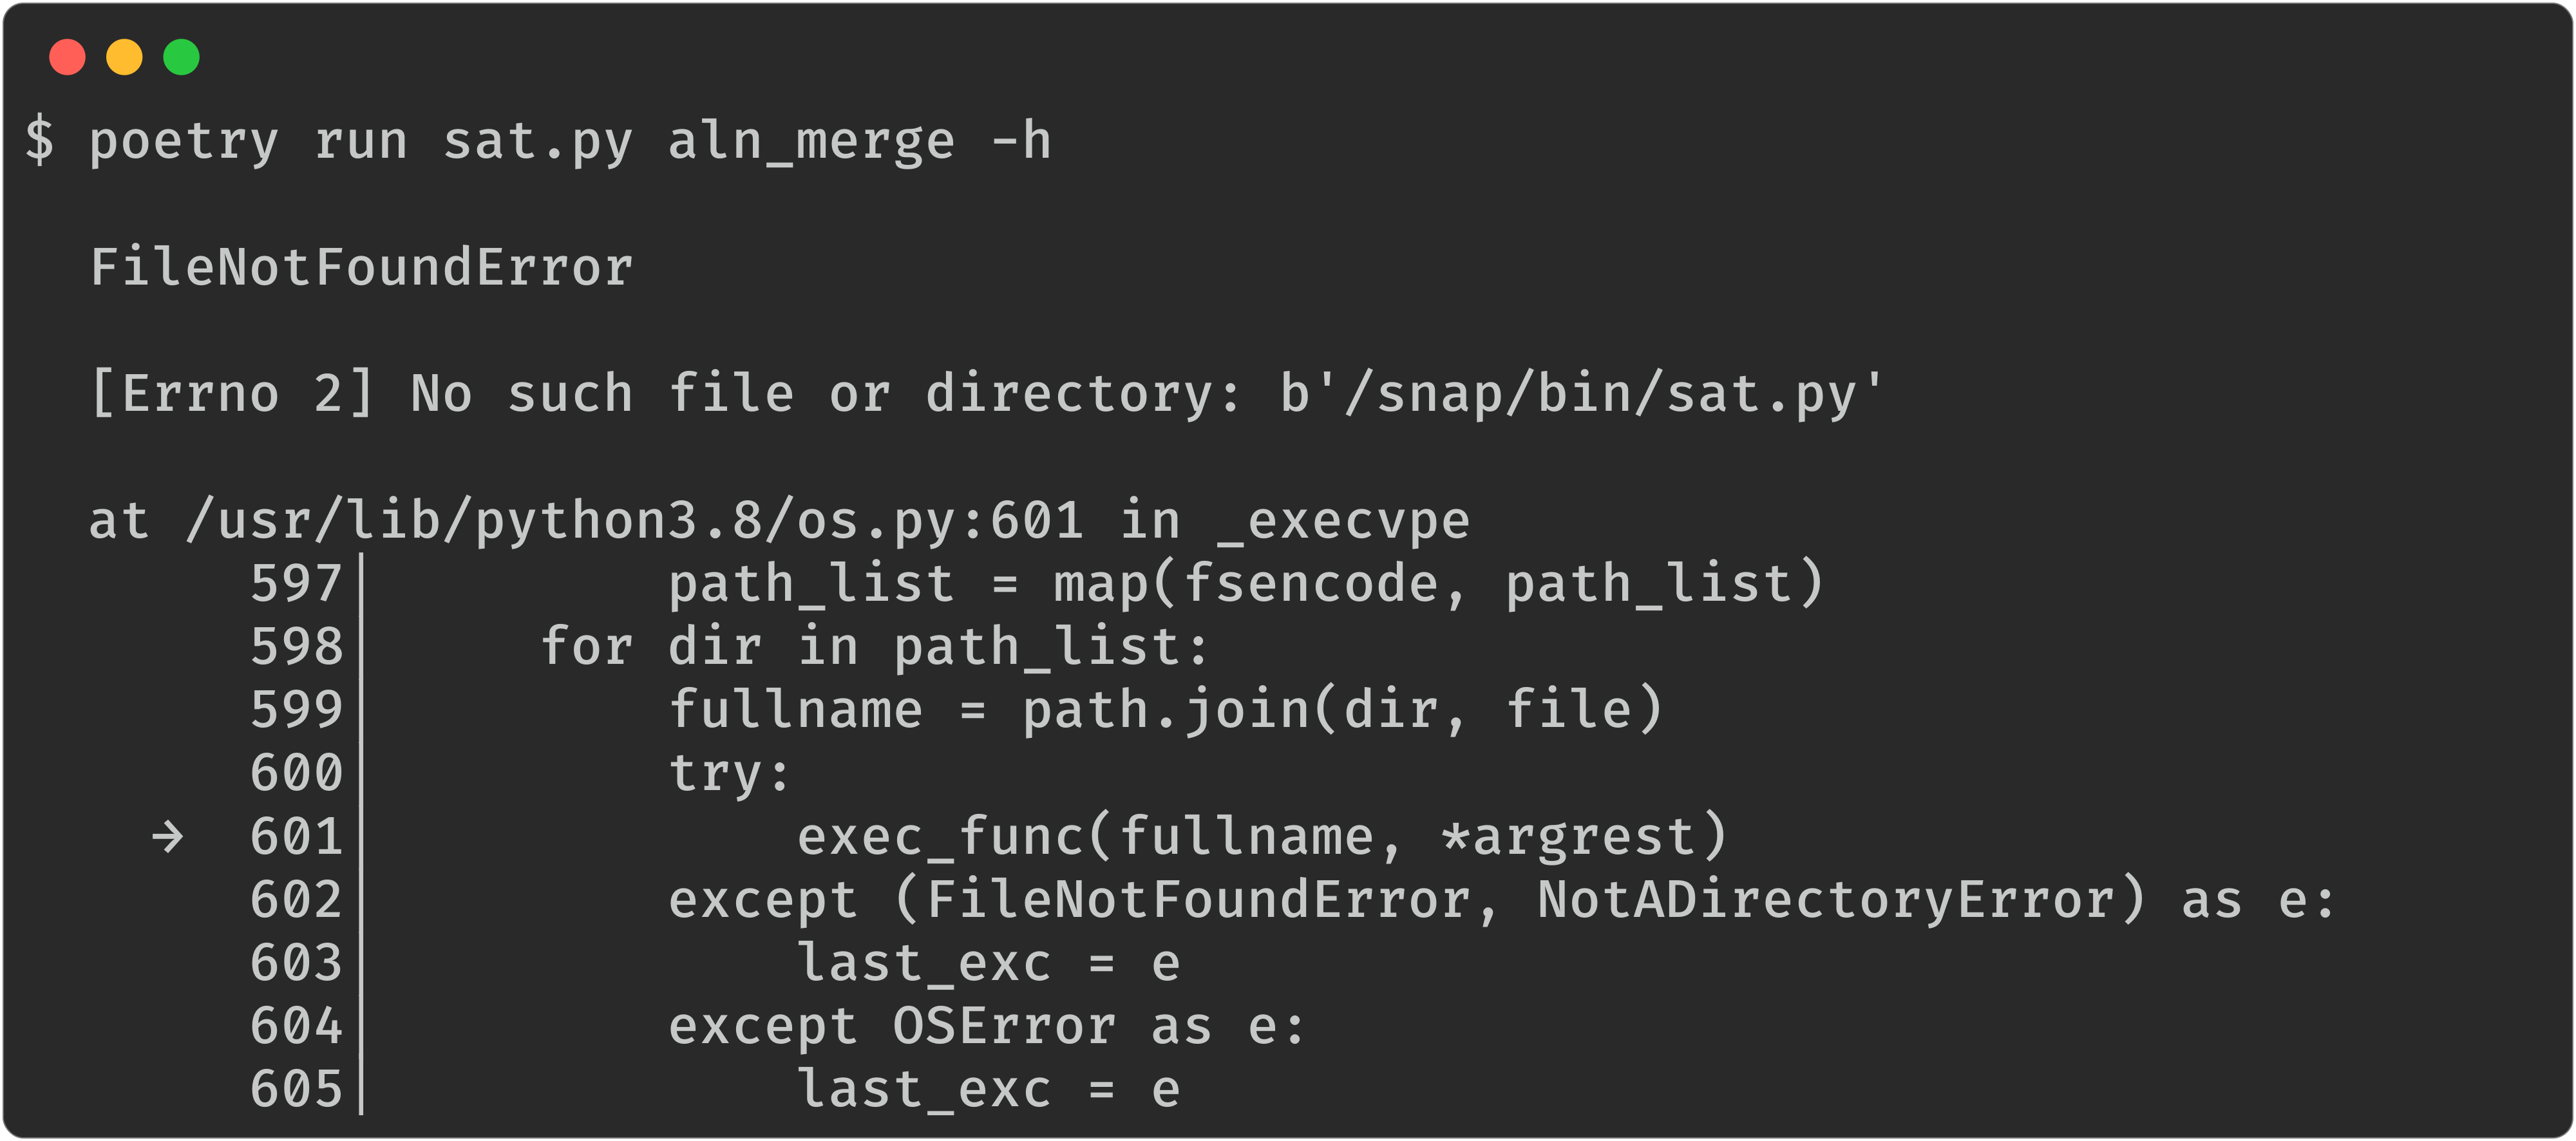 $ poetry run sat.py aln_merge -h
FileNotFoundError
[Errno 2] No such file or directory: b'/snap/bin/sat.py'
at /usr/lib/python3.8/os.py:601 in _execvpe
597│         path_list = map(fsencode, path_list)
598│     for dir in path_list:
599│         fullname = path.join(dir, file)
600│         try:
→ 601│             exec_func(fullname, *argrest)
602│         except (FileNotFoundError, NotADirectoryError) as e:
603│             last_exc = e
604│         except OSError as e:
605│             last_exc = e